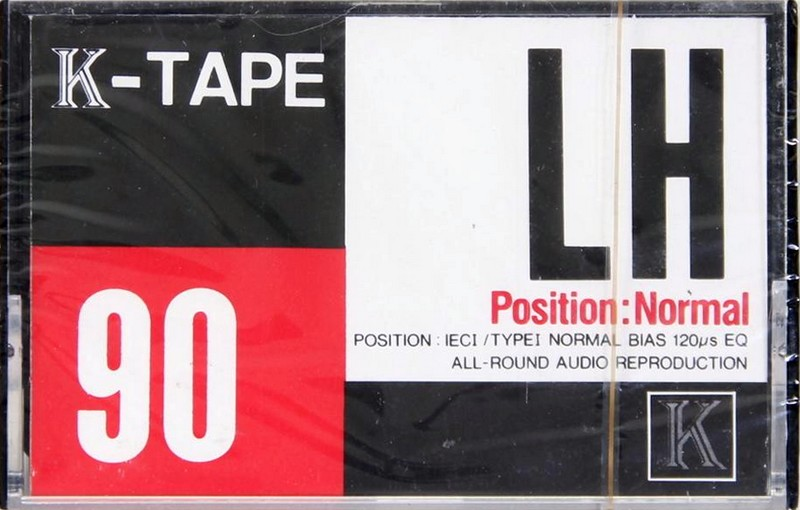 K-TAPE
LH
90
Position:Normal
POSITION : IECI /TYPEI NORMAL BIAS 120µs EQ
ALL-ROUND AUDIO REPRODUCTION
K